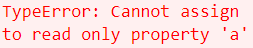 TypeError: Cannot assign
to read only property 'a'